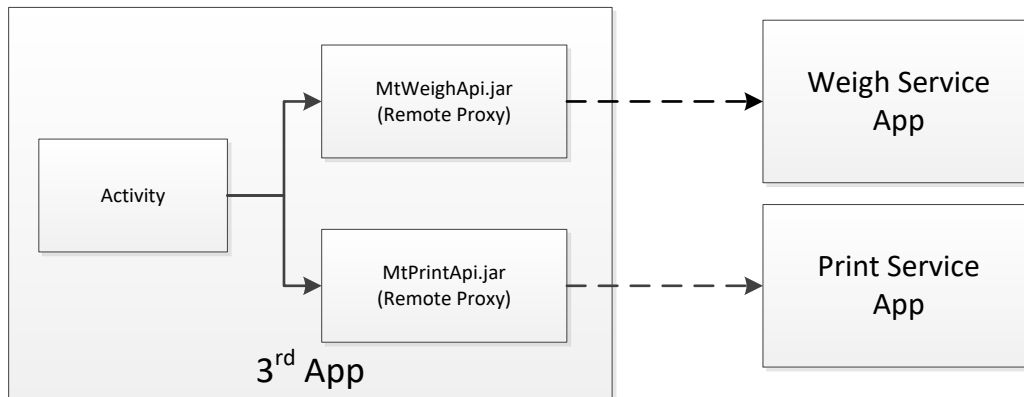 MtWeighApi.jar
(Remote Proxy)
Weigh Service
App
Activity
MtPrintApi.jar
(Remote Proxy)
Print Service
App
3rd App